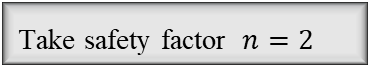 Take safety factor n = 2